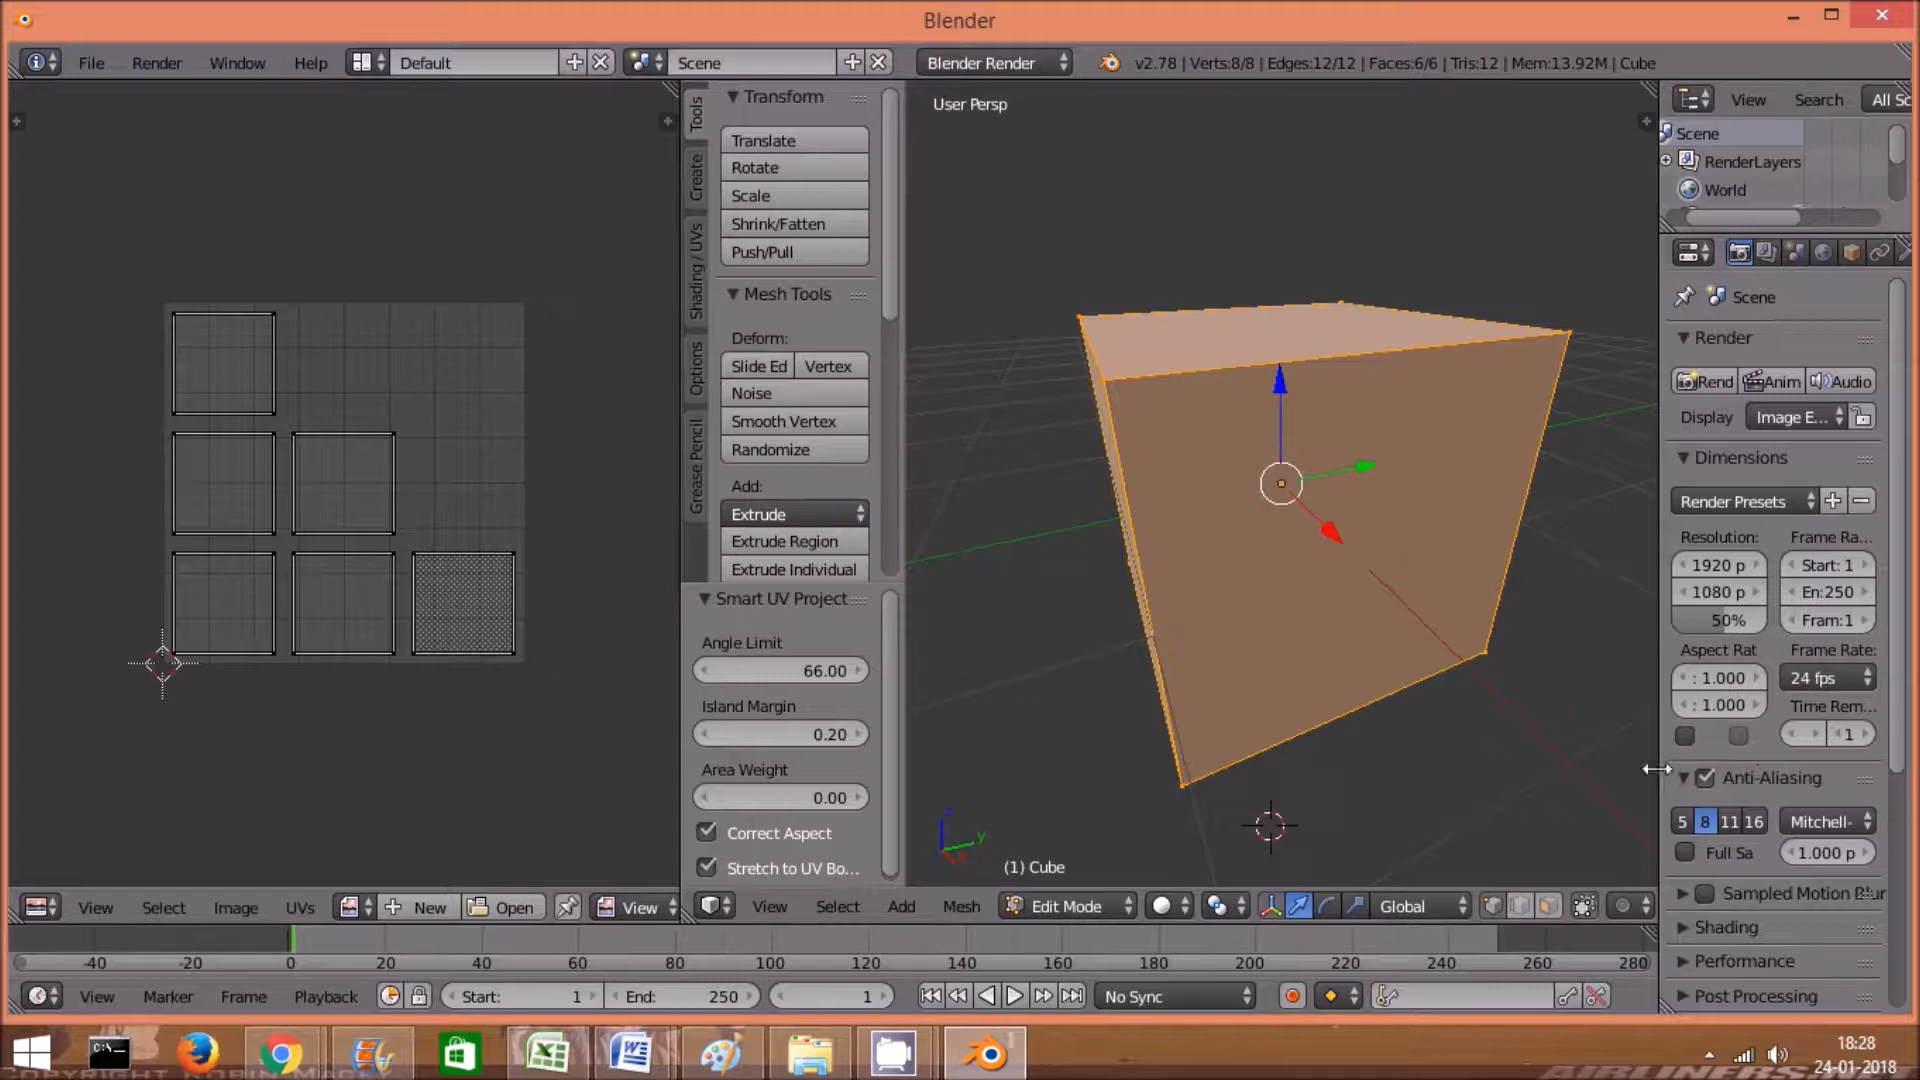 Blender
File Render Window Help Default Scene Blender Render v2.78 | Verts:8/8 | Edges:12/12 | Faces:6/6 | Tris:12 | Mem:13.92M | Cube
Tools
Create
Shading / UVs
Options
Grease Pencil
Transform
Translate
Rotate
Scale
Shrink/Fatten
Push/Pull
Mesh Tools
Deform:
Slide Ed Vertex
Noise
Smooth Vertex
Randomize
Add:
Extrude
Extrude Region
Extrude Individual
Smart UV Project
Angle Limit
66.00
Island Margin
0.20
Area Weight
0.00
Correct Aspect
Stretch to UV Bo...
User Persp
(1) Cube
View Search All Sc
Scene
RenderLayers
World
Scene
Render
Rend Anim Audio
Display Image E...
Dimensions
Render Presets
Resolution: Frame Ra...
1920 p Start: 1
1080 p En:250
50% Fram:1
Aspect Rat Frame Rate:
: 1.000 24 fps
: 1.000 Time Rem...
1
Anti-Aliasing
5 8 11 16 Mitchell-
Full Sa 1.000 p
Sampled Motion Blur
Shading
Performance
Post Processing
View Select Image UVs New Open View
View Select Add Mesh Edit Mode Global
-40 -20 0 20 40 60 80 100 120 140 160 180 200 220 240 260 280
View Marker Frame Playback Start: 1 End: 250 1 No Sync
18:28
24-01-2018